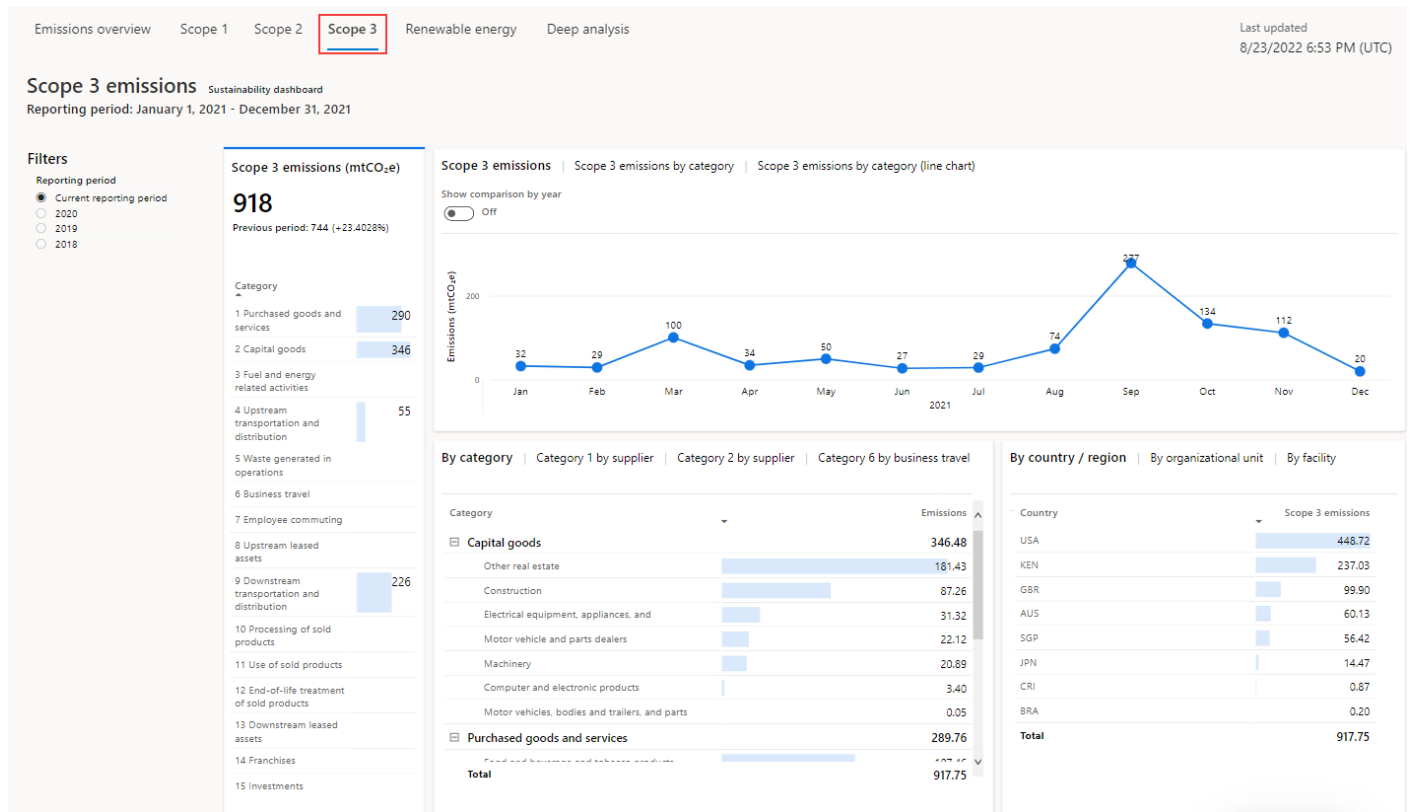 Emissions overview Scope 1 Scope 2 Scope 3 Renewable energy Deep analysis
Last updated
8/23/2022 6:53 PM (UTC)
Scope 3 emissions Sustainability dashboard
Reporting period: January 1, 2021 - December 31, 2021
Filters
Reporting period
Current reporting period
2020
2019
2018
Scope 3 emissions (mtCO₂e)
918
Previous period: 744 (+23.4028%)
Category
1 Purchased goods and
services
290
2 Capital goods 346
3 Fuel and energy
related activities
4 Upstream
transportation and
distribution
55
5 Waste generated in
operations
6 Business travel
7 Employee commuting
8 Upstream leased
assets
9 Downstream
transportation and
distribution
226
10 Processing of sold
products
11 Use of sold products
12 End-of-life treatment
of sold products
13 Downstream leased
assets
14 Franchises
15 Investments
Scope 3 emissions | Scope 3 emissions by category | Scope 3 emissions by category (line chart)
Show comparison by year
Off
Emissions (mtCO₂e)
200
0
32 29 100 34 50 27 29 74 277 134 112 20
Jan Feb Mar Apr May Jun Jul Aug Sep Oct Nov Dec
2021
By category | Category 1 by supplier | Category 2 by supplier | Category 6 by business travel
Category Emissions
Capital goods 346.48
Other real estate 181.43
Construction 87.26
Electrical equipment, appliances, and 31.32
Motor vehicle and parts dealers 22.12
Machinery 20.89
Computer and electronic products 3.40
Motor vehicles, bodies and trailers, and parts 0.05
Purchased goods and services 289.76
Total 917.75
By country / region | By organizational unit | By facility
Country Scope 3 emissions
USA 448.72
KEN 237.03
GBR 99.90
AUS 60.13
SGP 56.42
JPN 14.47
CRI 0.87
BRA 0.20
Total 917.75